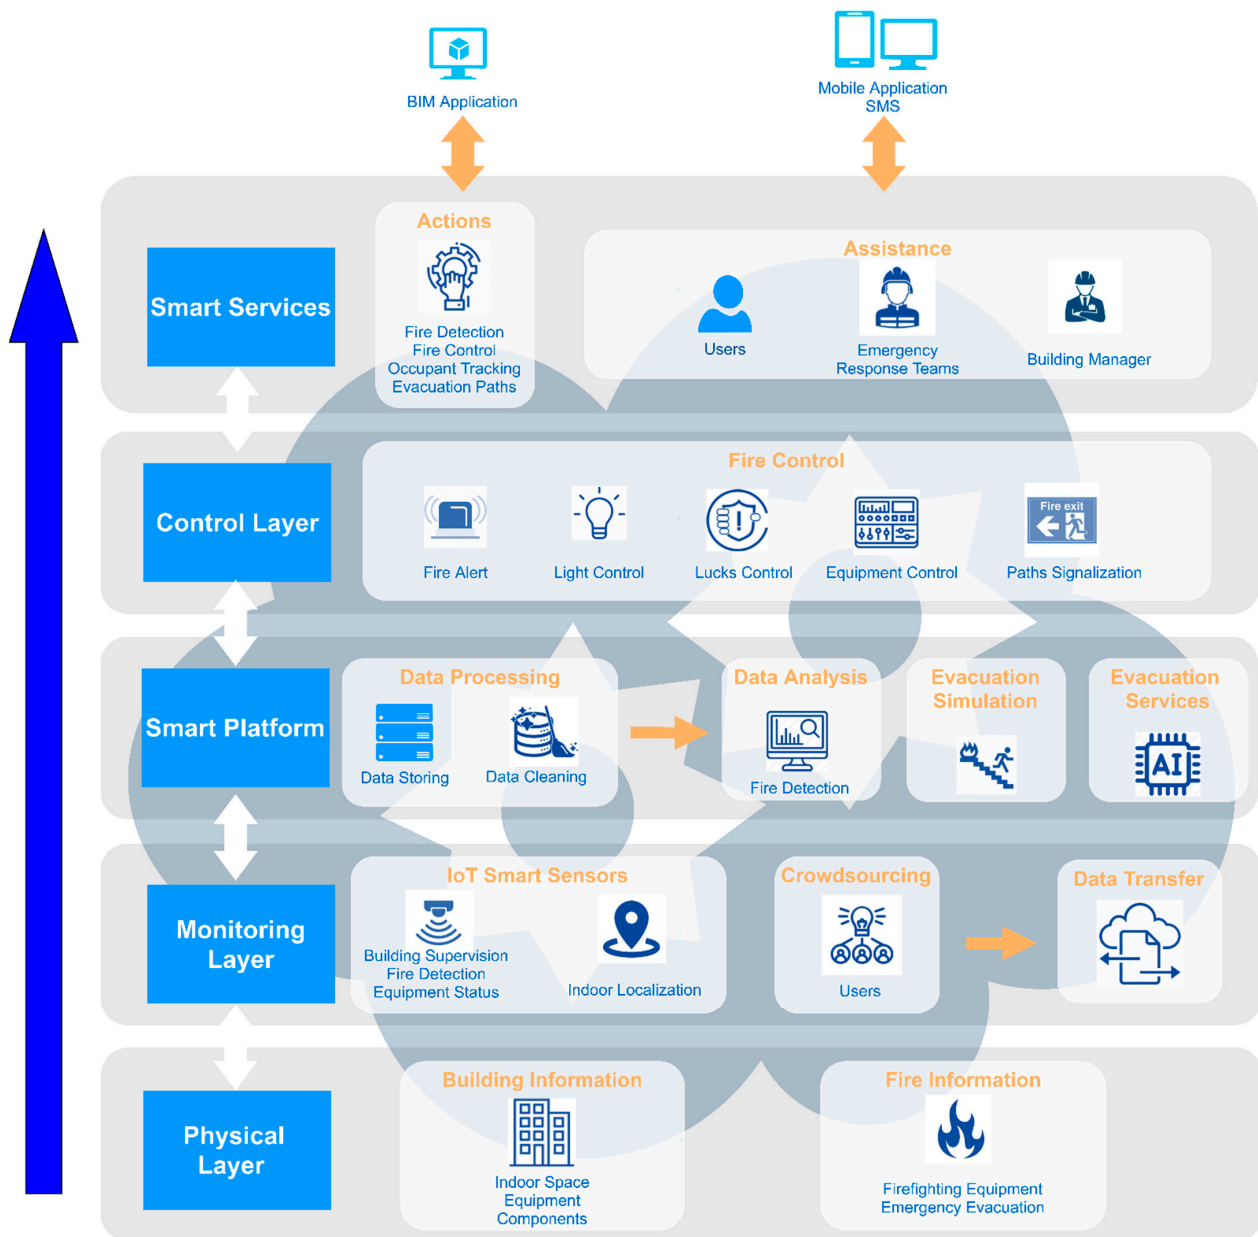 BIM Application
Mobile Application
SMS
Smart Services
Actions
Fire Detection
Fire Control
Occupant Tracking
Evacuation Paths
Assistance
Users
Emergency
Response Teams
Building Manager
Control Layer
Fire Control
Fire Alert
Light Control
Lucks Control
Equipment Control
Fire exit
Paths Signalization
Smart Platform
Data Processing
Data Storing
Data Cleaning
Data Analysis
Fire Detection
Evacuation
Simulation
Evacuation
Services
AI
Monitoring
Layer
IoT Smart Sensors
Building Supervision
Fire Detection
Equipment Status
Indoor Localization
Crowdsourcing
Users
Data Transfer
Physical
Layer
Building Information
Indoor Space
Equipment
Components
Fire Information
Firefighting Equipment
Emergency Evacuation